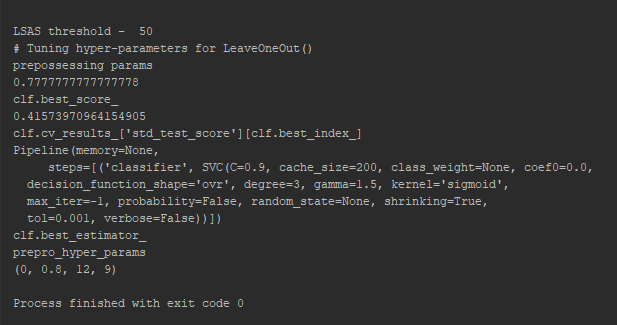 LSAS threshold -  50
# Tuning hyper-parameters for LeaveOneOut()
prepossessing params
0.7777777777777778
clf.best_score_
0.41573970964154905
clf.cv_results_['std_test_score'][clf.best_index_]
Pipeline(memory=None,
     steps=[('classifier', SVC(C=0.9, cache_size=200, class_weight=None, coef0=0.0,
  decision_function_shape='ovr', degree=3, gamma=1.5, kernel='sigmoid',
  max_iter=-1, probability=False, random_state=None, shrinking=True,
  tol=0.001, verbose=False))])
clf.best_estimator_
prepro_hyper_params
(0, 0.8, 12, 9)
Process finished with exit code 0